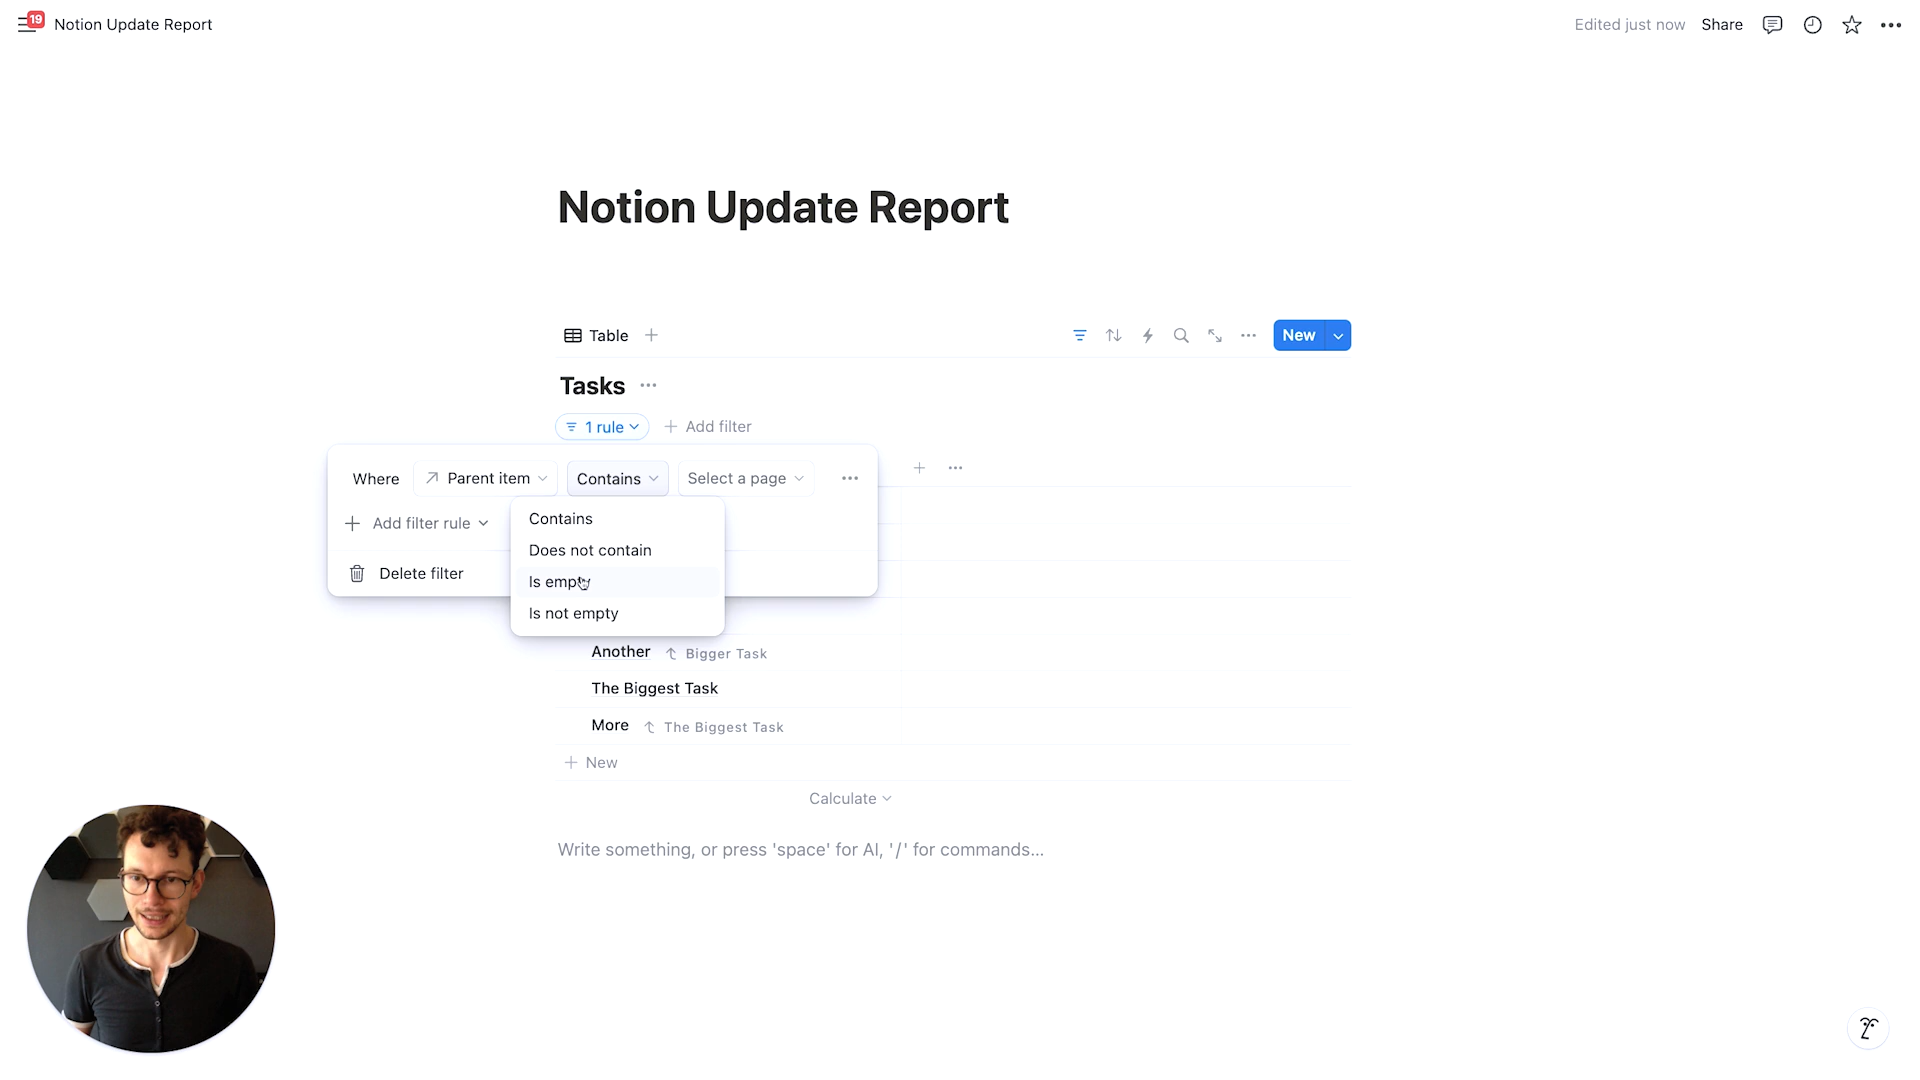 19 Notion Update Report
Edited just now Share
Notion Update Report
Table
New
Tasks
1 rule Add filter
Where Parent item Contains Select a page
Add filter rule
Contains
Does not contain
Delete filter
Is empty
Is not empty
Another Bigger Task
The Biggest Task
More The Biggest Task
New
Calculate
Write something, or press 'space' for AI, '/' for commands...